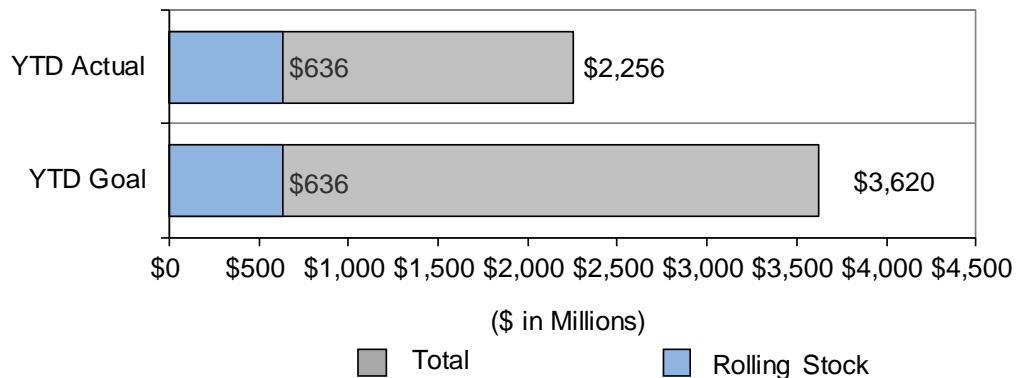 YTD Actual
$636
$2,256
YTD Goal
$636
$3,620
$0 $500 $1,000 $1,500 $2,000 $2,500 $3,000 $3,500 $4,000 $4,500
($ in Millions)
Total Rolling Stock